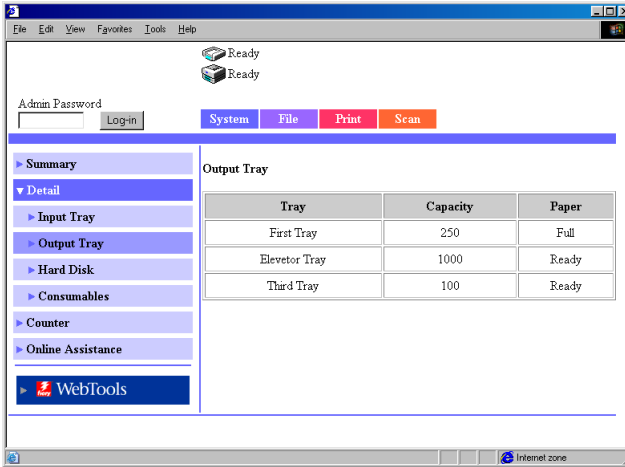 File Edit View Favorites Tools Help
Ready
Ready
Admin Password
Log-in
System File Print Scan
Summary
Detail
Input Tray
Output Tray
Hard Disk
Consumables
Counter
Online Assistance
fiery WebTools
Output Tray
Tray Capacity Paper
First Tray 250 Full
Elevetor Tray 1000 Ready
Third Tray 100 Ready
Internet zone